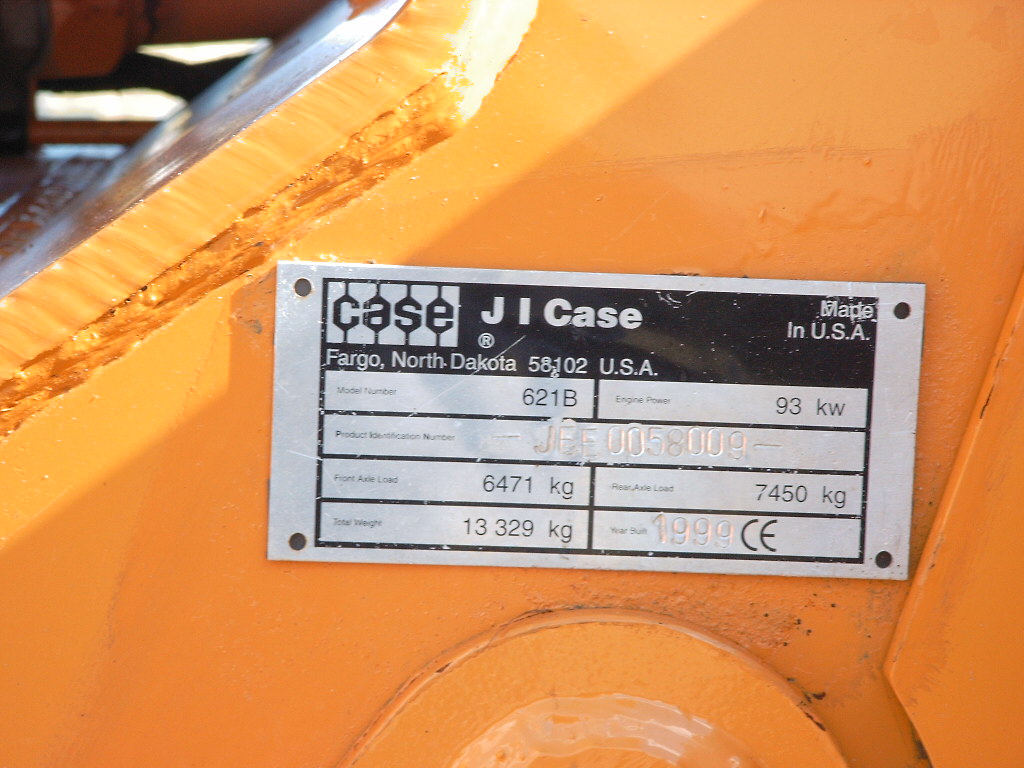 case J I Case
®
Made
In U.S.A.
Fargo, North Dakota 58102 U.S.A.
Model Number 621B Engine Power 93 kw
Product Identification Number - JEE0058009 -
Front Axle Load 6471 kg Rear Axle Load 7450 kg
Total Weight 13 329 kg Year Built 1999 CE